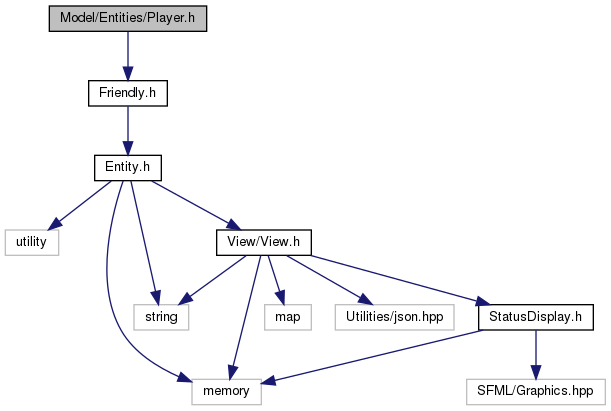 Model/Entities/Player.h
Friendly.h
Entity.h
utility
View/View.h
string
map
Utilities/json.hpp
StatusDisplay.h
memory
SFML/Graphics.hpp